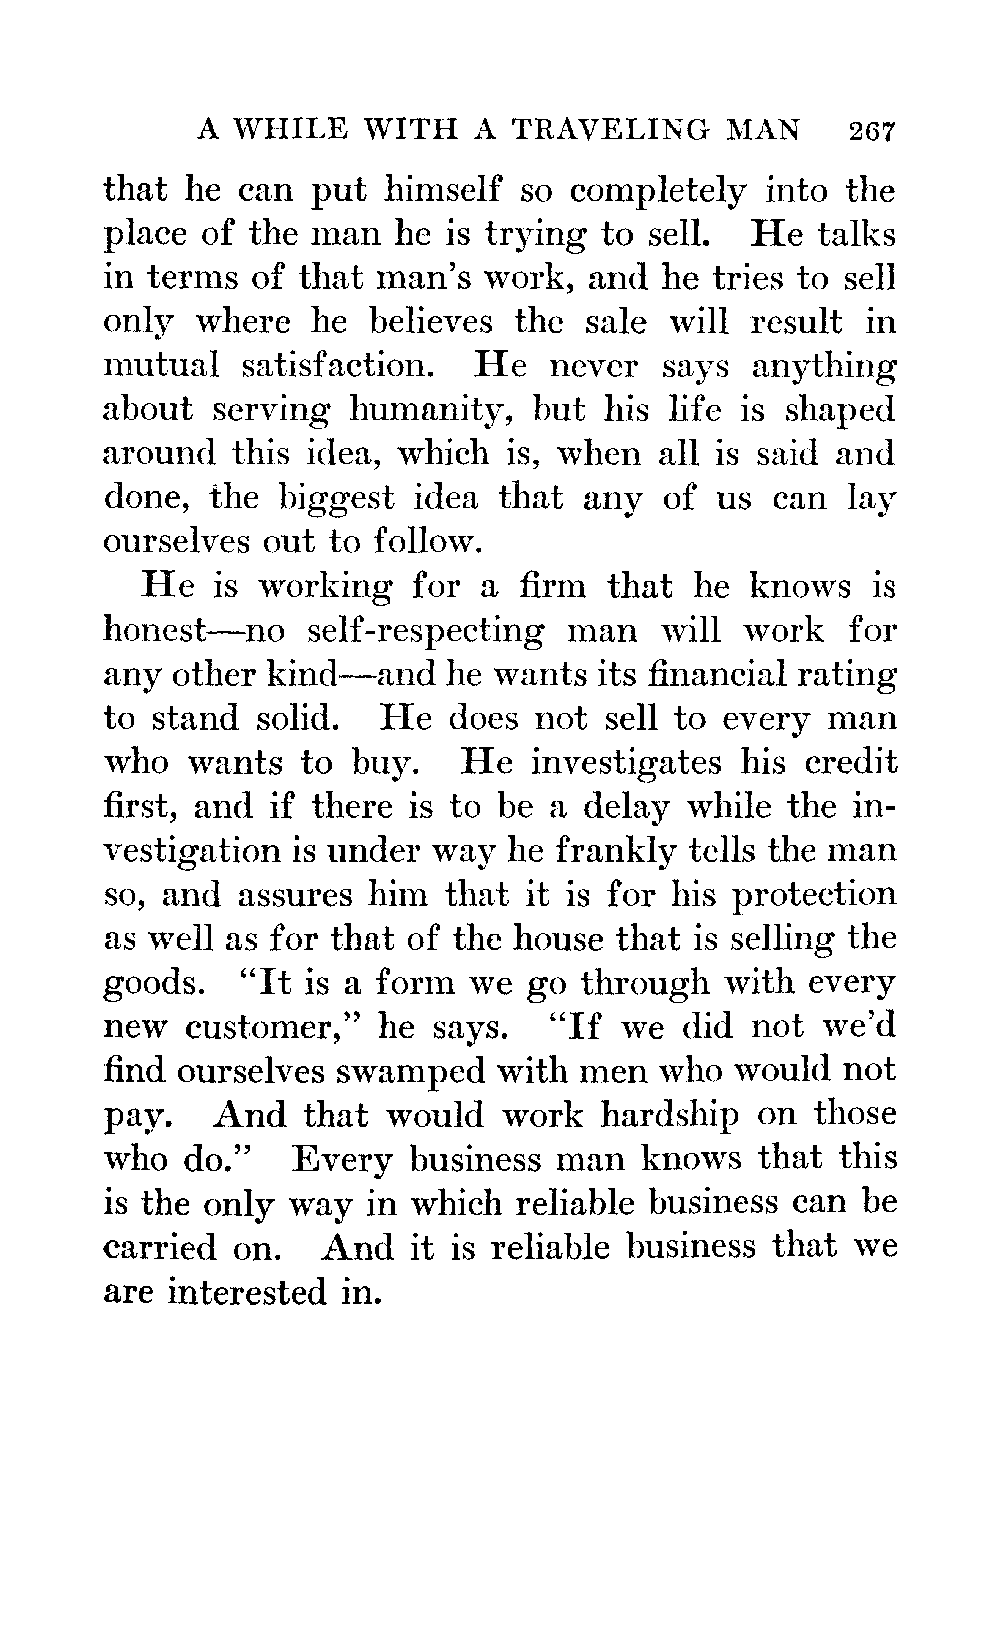 A WHILE WITH A TRAVELING MAN 267
that he can put himself so completely into the
place of the man he is trying to sell. He talks
in terms of that man's work, and he tries to sell
only where he believes the sale will result in
mutual satisfaction. He never says anything
about serving humanity, but his life is shaped
around this idea, which is, when all is said and
done, the biggest idea that any of us can lay
ourselves out to follow.
He is working for a firm that he knows is
honest—no self-respecting man will work for
any other kind—and he wants its financial rating
to stand solid. He does not sell to every man
who wants to buy. He investigates his credit
first, and if there is to be a delay while the in-
vestigation is under way he frankly tells the man
so, and assures him that it is for his protection
as well as for that of the house that is selling the
goods. “It is a form we go through with every
new customer,” he says. “If we did not we'd
find ourselves swamped with men who would not
pay. And that would work hardship on those
who do.” Every business man knows that this
is the only way in which reliable business can be
carried on. And it is reliable business that we
are interested in.